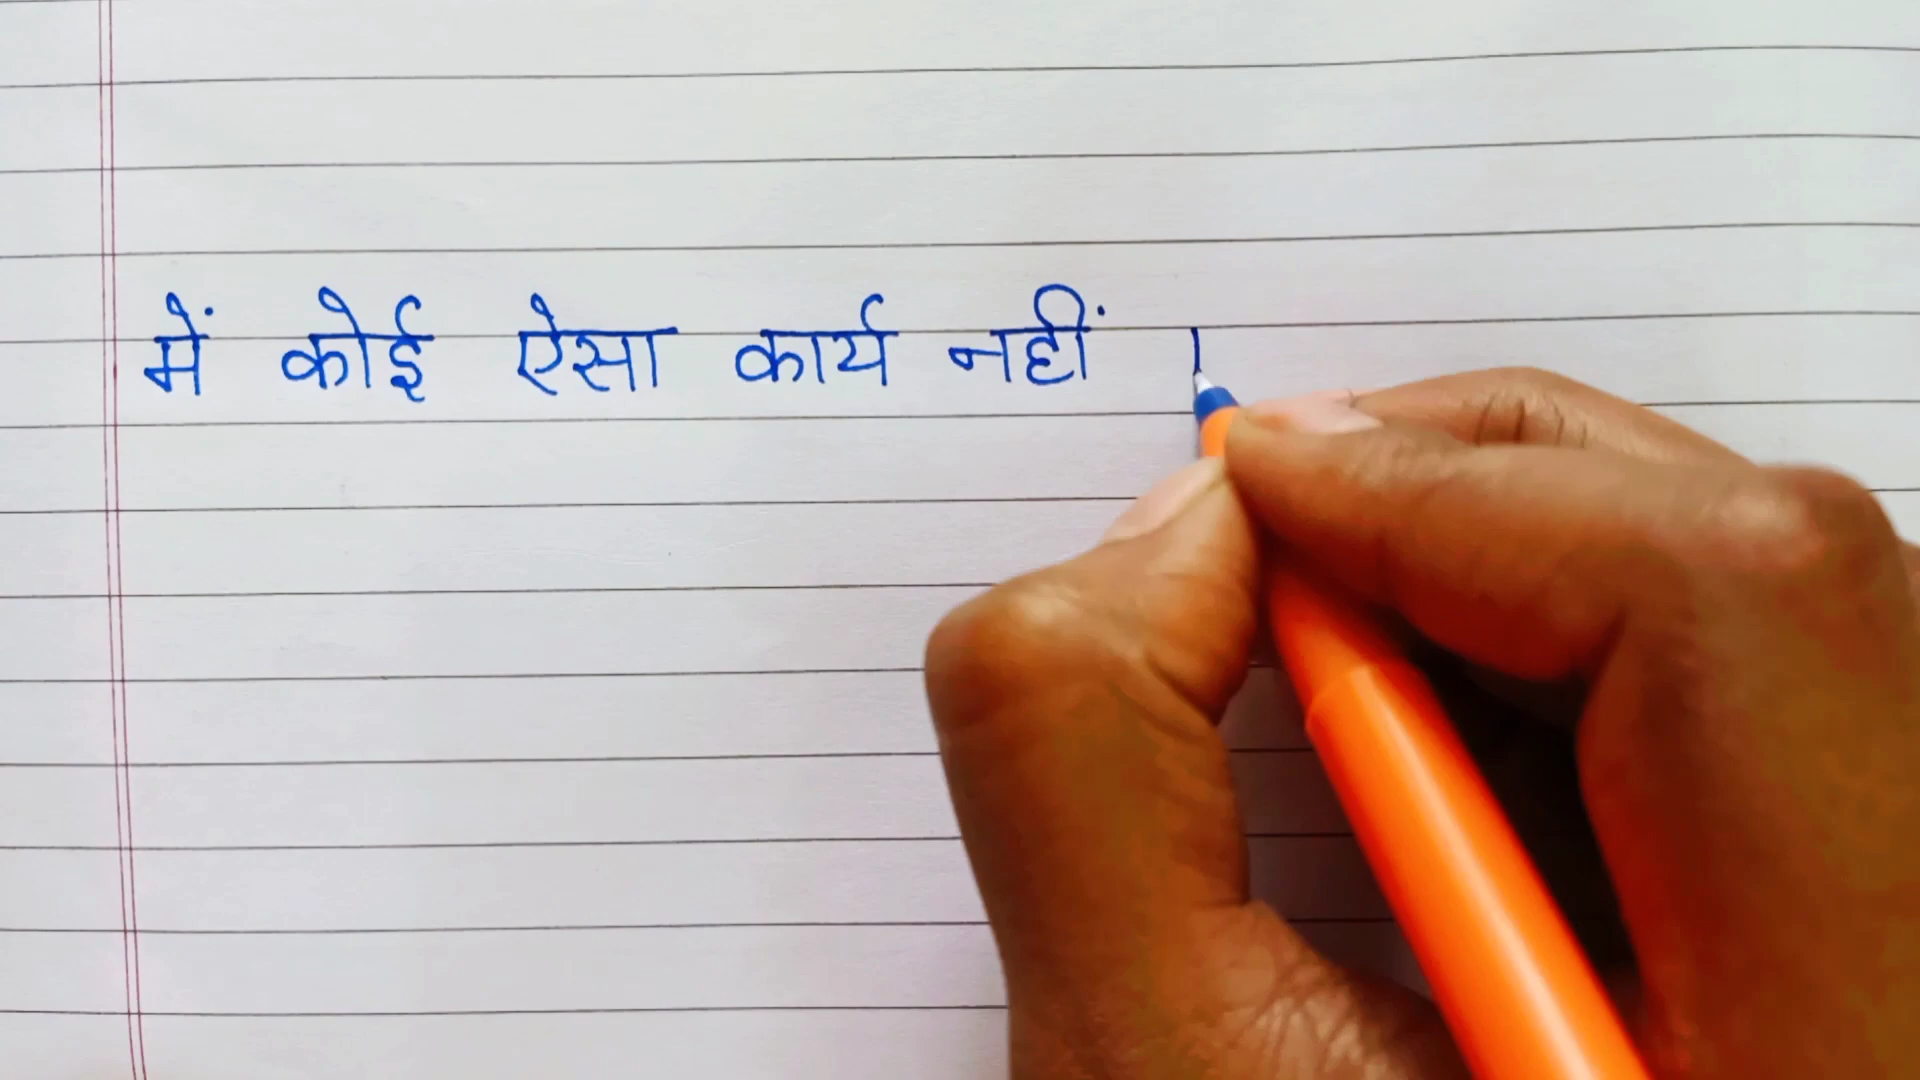 में कोई ऐसा कार्य नहीं